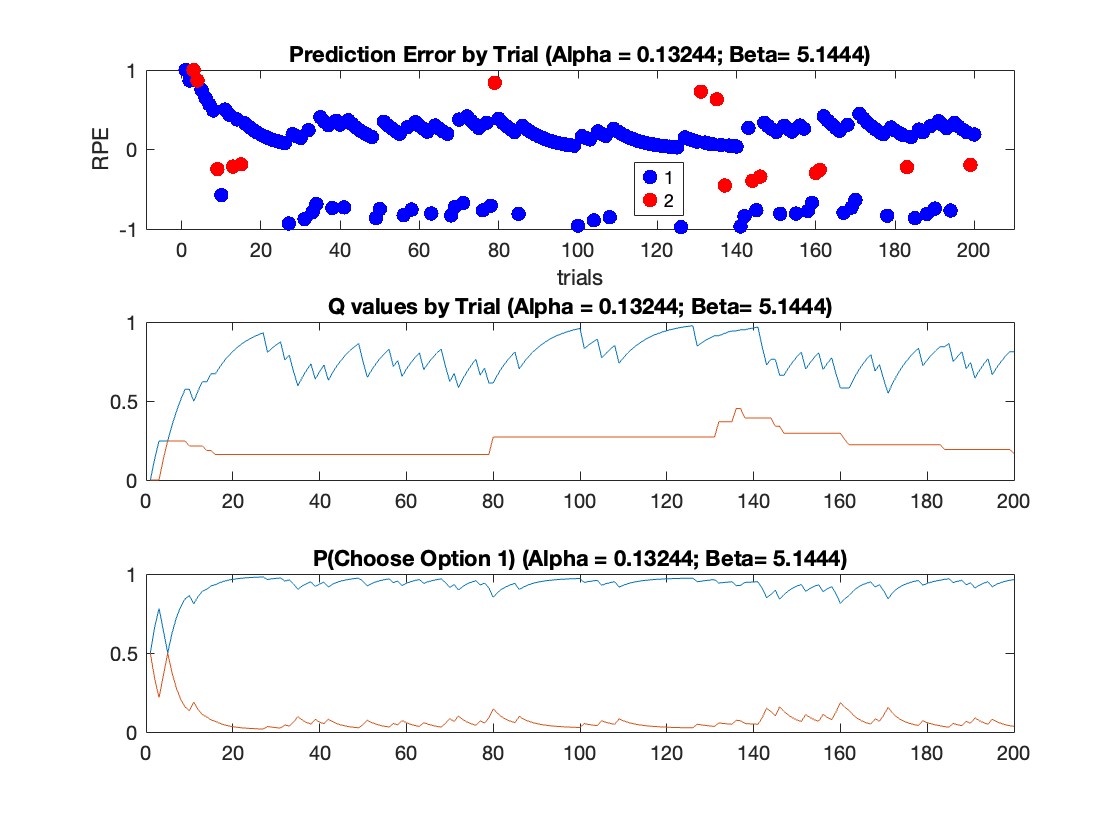 Prediction Error by Trial (Alpha = 0.13244; Beta= 5.1444)
1
0
-1
RPE
1
2
0 20 40 60 80 100 120 140 160 180 200
trials
Q values by Trial (Alpha = 0.13244; Beta= 5.1444)
1
0.5
0
0 20 40 60 80 100 120 140 160 180 200
P(Choose Option 1) (Alpha = 0.13244; Beta= 5.1444)
1
0.5
0
0 20 40 60 80 100 120 140 160 180 200